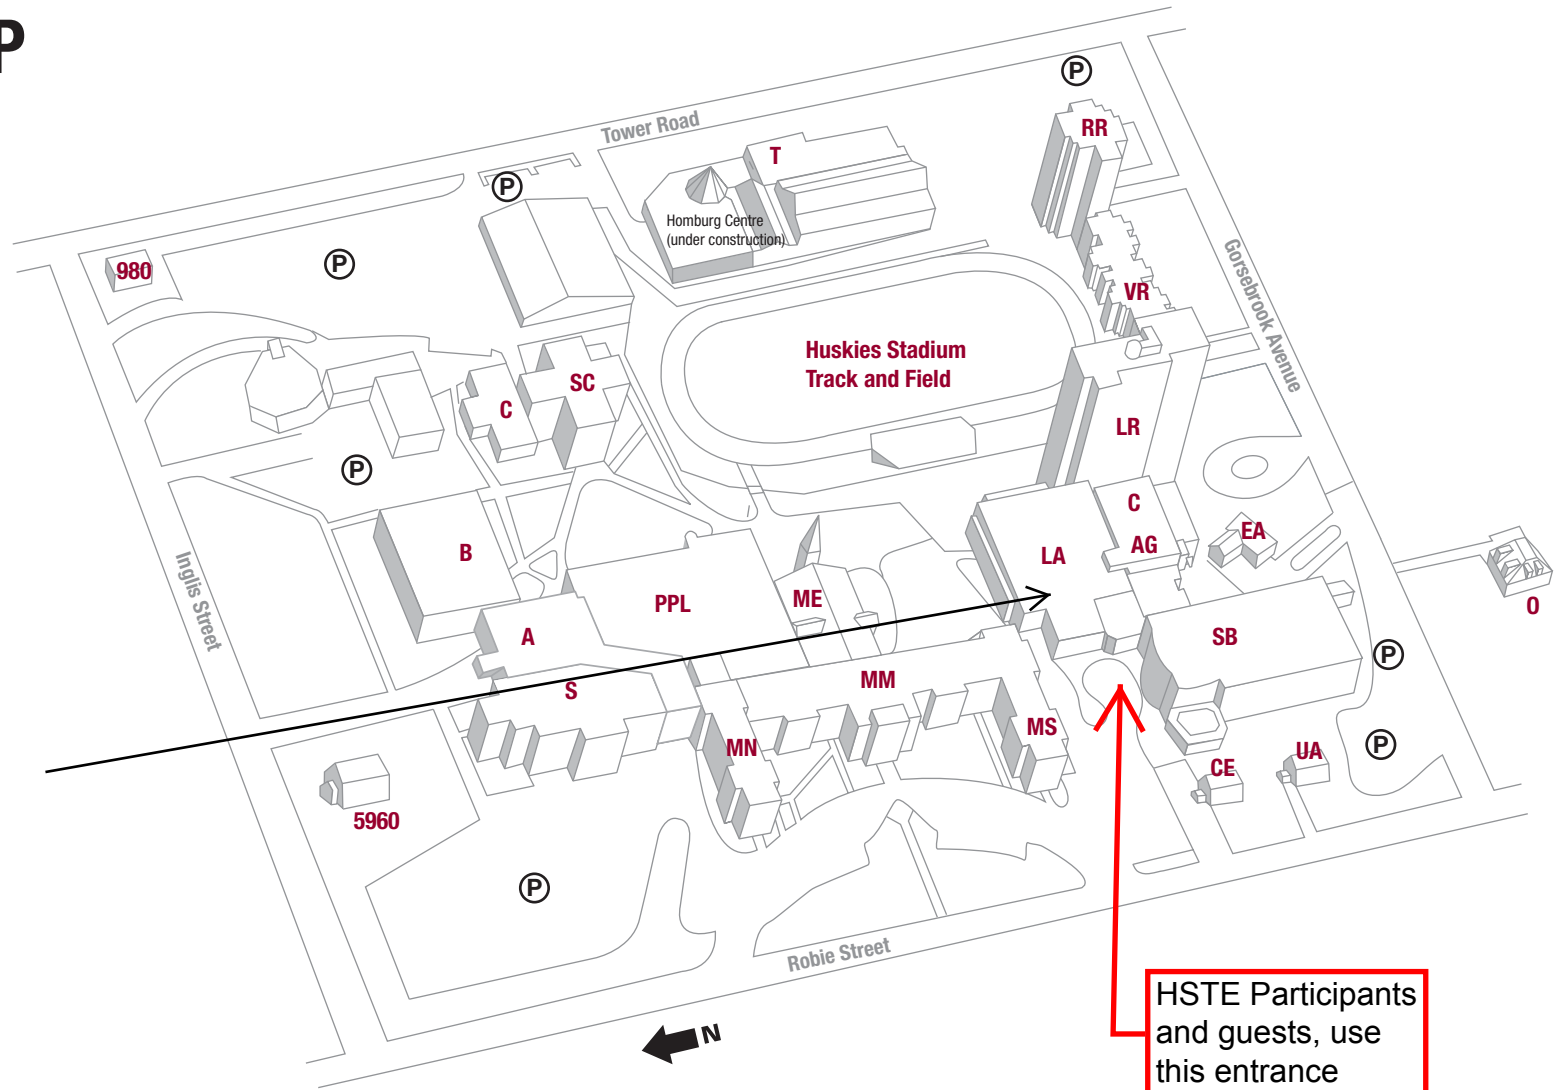 P
Tower Road
P
RR
T
P
Homburg Centre
(under construction)
980
P
Gorsebrook Avenue
VR
Huskies Stadium
Track and Field
SC
C
LR
P
C
EA
AG
B
LA
Inglis Street
PPL
ME
O
A
SB
P
S
MM
MS
MN
P
UA
CE
5960
P
Robie Street
N
HSTE Participants
and guests, use
this entrance